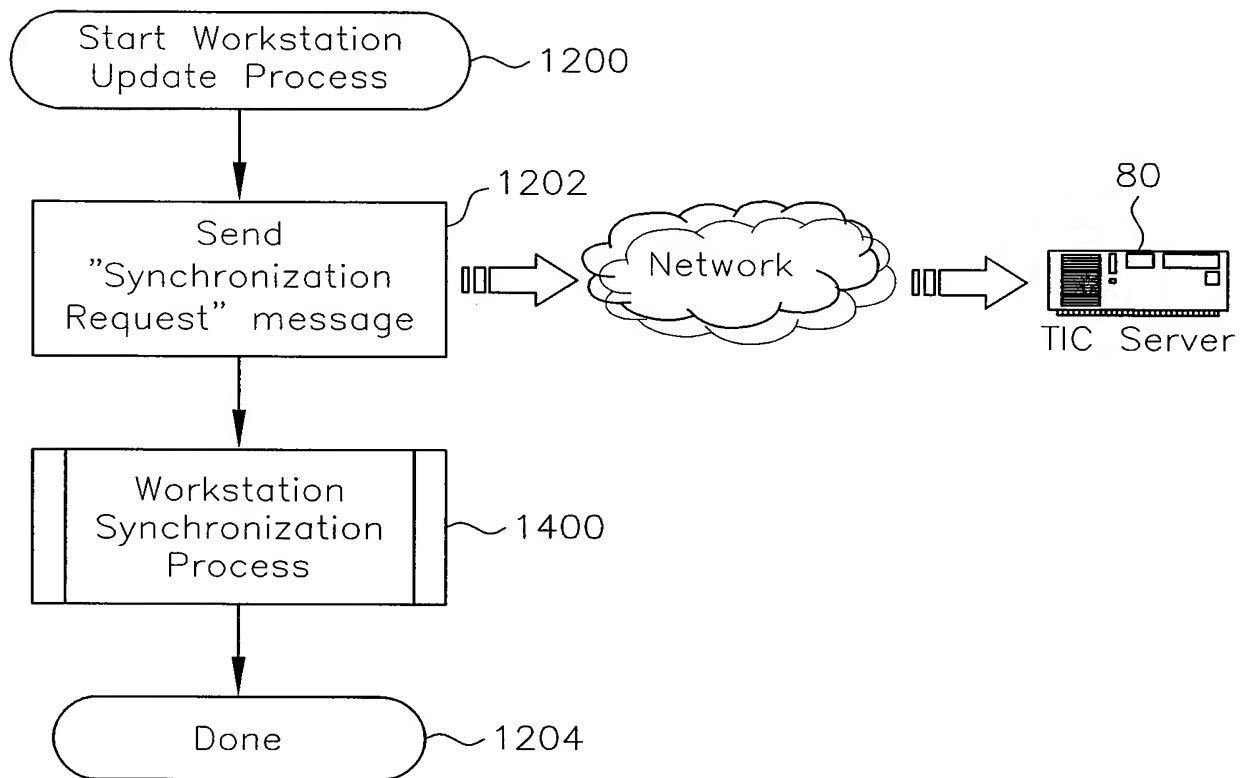 Start Workstation
Update Process
1200
1202
Send
"Synchronization
Request" message
Network
80
TIC Server
Workstation
Synchronization
Process
1400
Done
1204